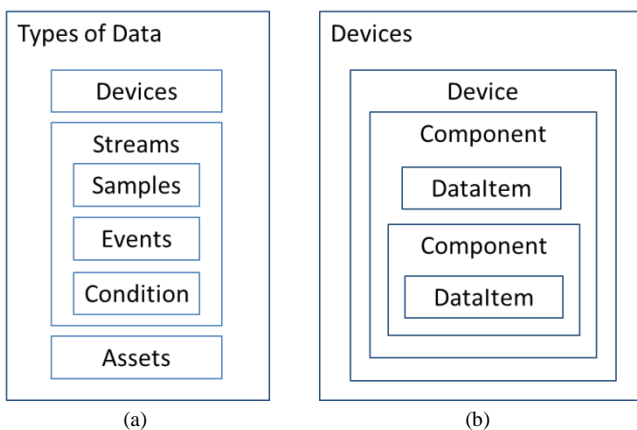 Types of Data
Devices
Streams
Samples
Events
Condition
Assets
(a)
Devices
Device
Component
DataItem
Component
DataItem
(b)